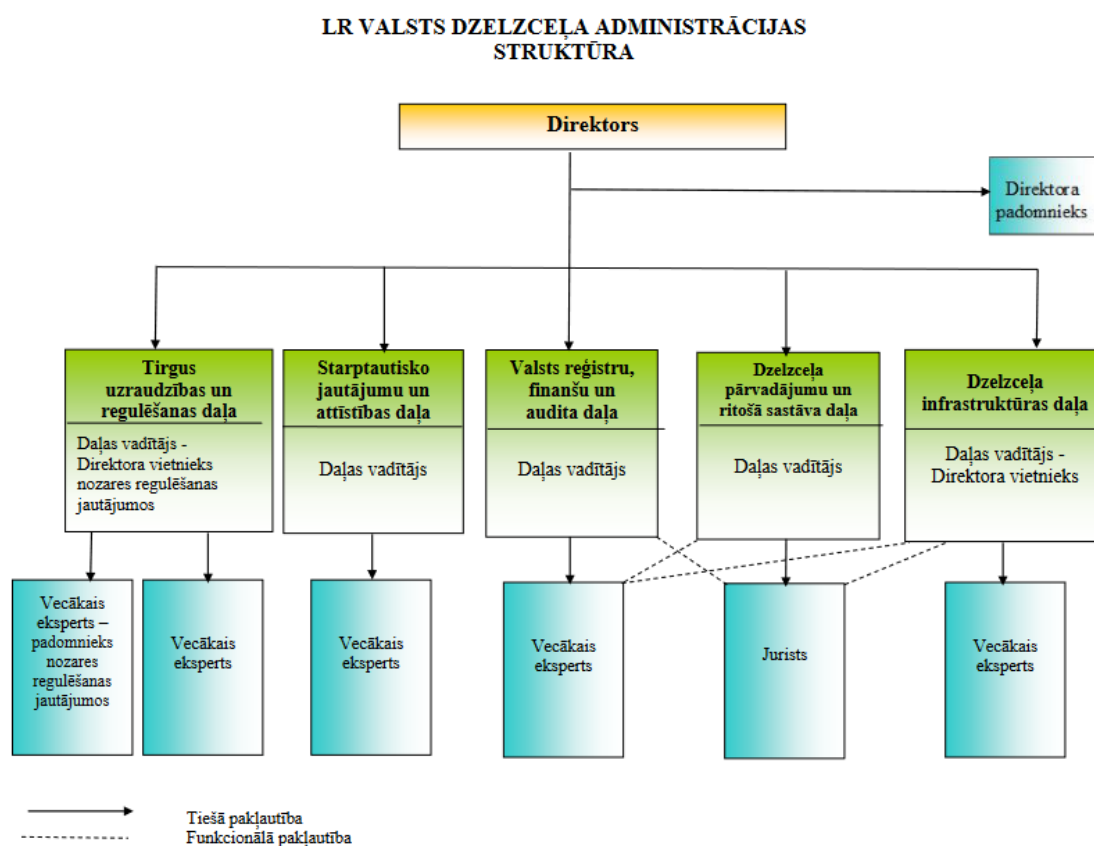 LR VALSTS DZELZCEĻA ADMINISTRĀCIJAS
STRUKTŪRA
Direktors
Direktora
padomnieks
Tirgus
uzraudzības un
regulēšanas daļa
Daļas vadītājs -
Direktora vietnieks
nozares regulēšanas
jautājumos
Starptautisko
jautājumu un
attīstības daļa
Daļas vadītājs
Valsts reģistru,
finanšu un
audita daļa
Daļas vadītājs
Dzelzceļa
pārvadājumu un
ritošā sastāva daļa
Daļas vadītājs
Dzelzceļa
infrastruktūras daļa
Daļas vadītājs -
Direktora vietnieks
Vecākais
eksperts –
padomnieks
nozares
regulēšanas
jautājumos
Vecākais
eksperts
Vecākais
eksperts
Vecākais
eksperts
Jurists
Vecākais
eksperts
Tiešā pakļautība
Funkcionālā pakļautība